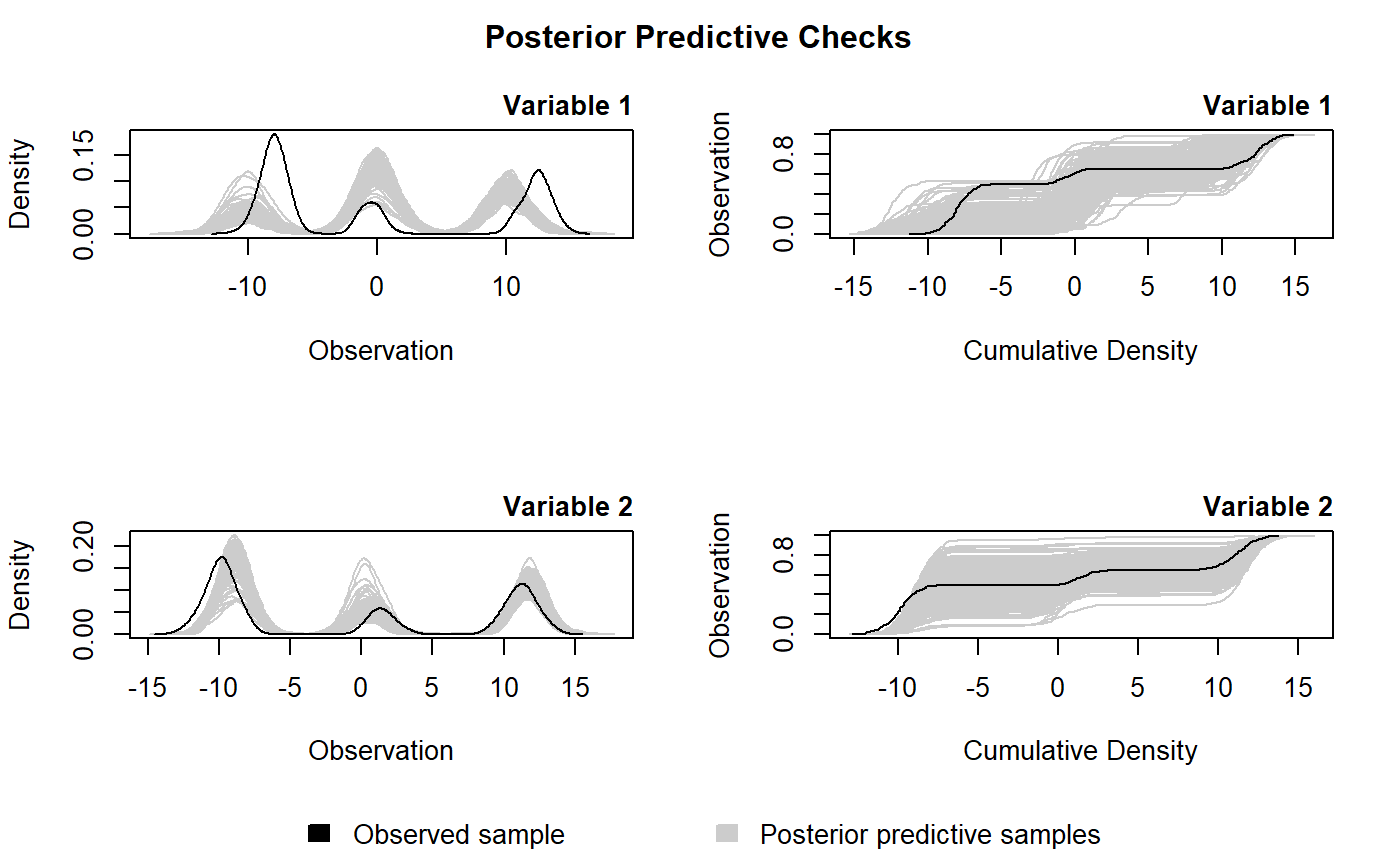 Posterior Predictive Checks
Variable 1
Density
0.00 0.15
-10 0 10
Observation
Variable 1
Observation
0.0 0.8
-15 -10 -5 0 5 10 15
Cumulative Density
Variable 2
Density
0.00 0.20
-15 -10 -5 0 5 10 15
Observation
Variable 2
Observation
0.0 0.8
-10 -5 0 5 10 15
Cumulative Density
Observed sample
Posterior predictive samples